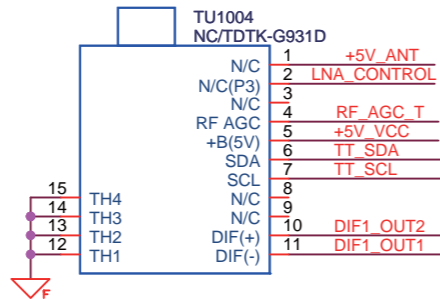 TU1004
NC/TDTK-G931D
N/C 1 +5V_ANT
N/C(P3) 2 LNA_CONTROL
N/C 3
RF AGC 4 RF_AGC_T
+B(5V) 5 +5V_VCC
SDA 6 TT_SDA
SCL 7 TT_SCL
15 TH4 N/C 8
14 TH3 N/C 9
13 TH2 DIF(+) 10 DIF1_OUT2
12 TH1 DIF(-) 11 DIF1_OUT1
F